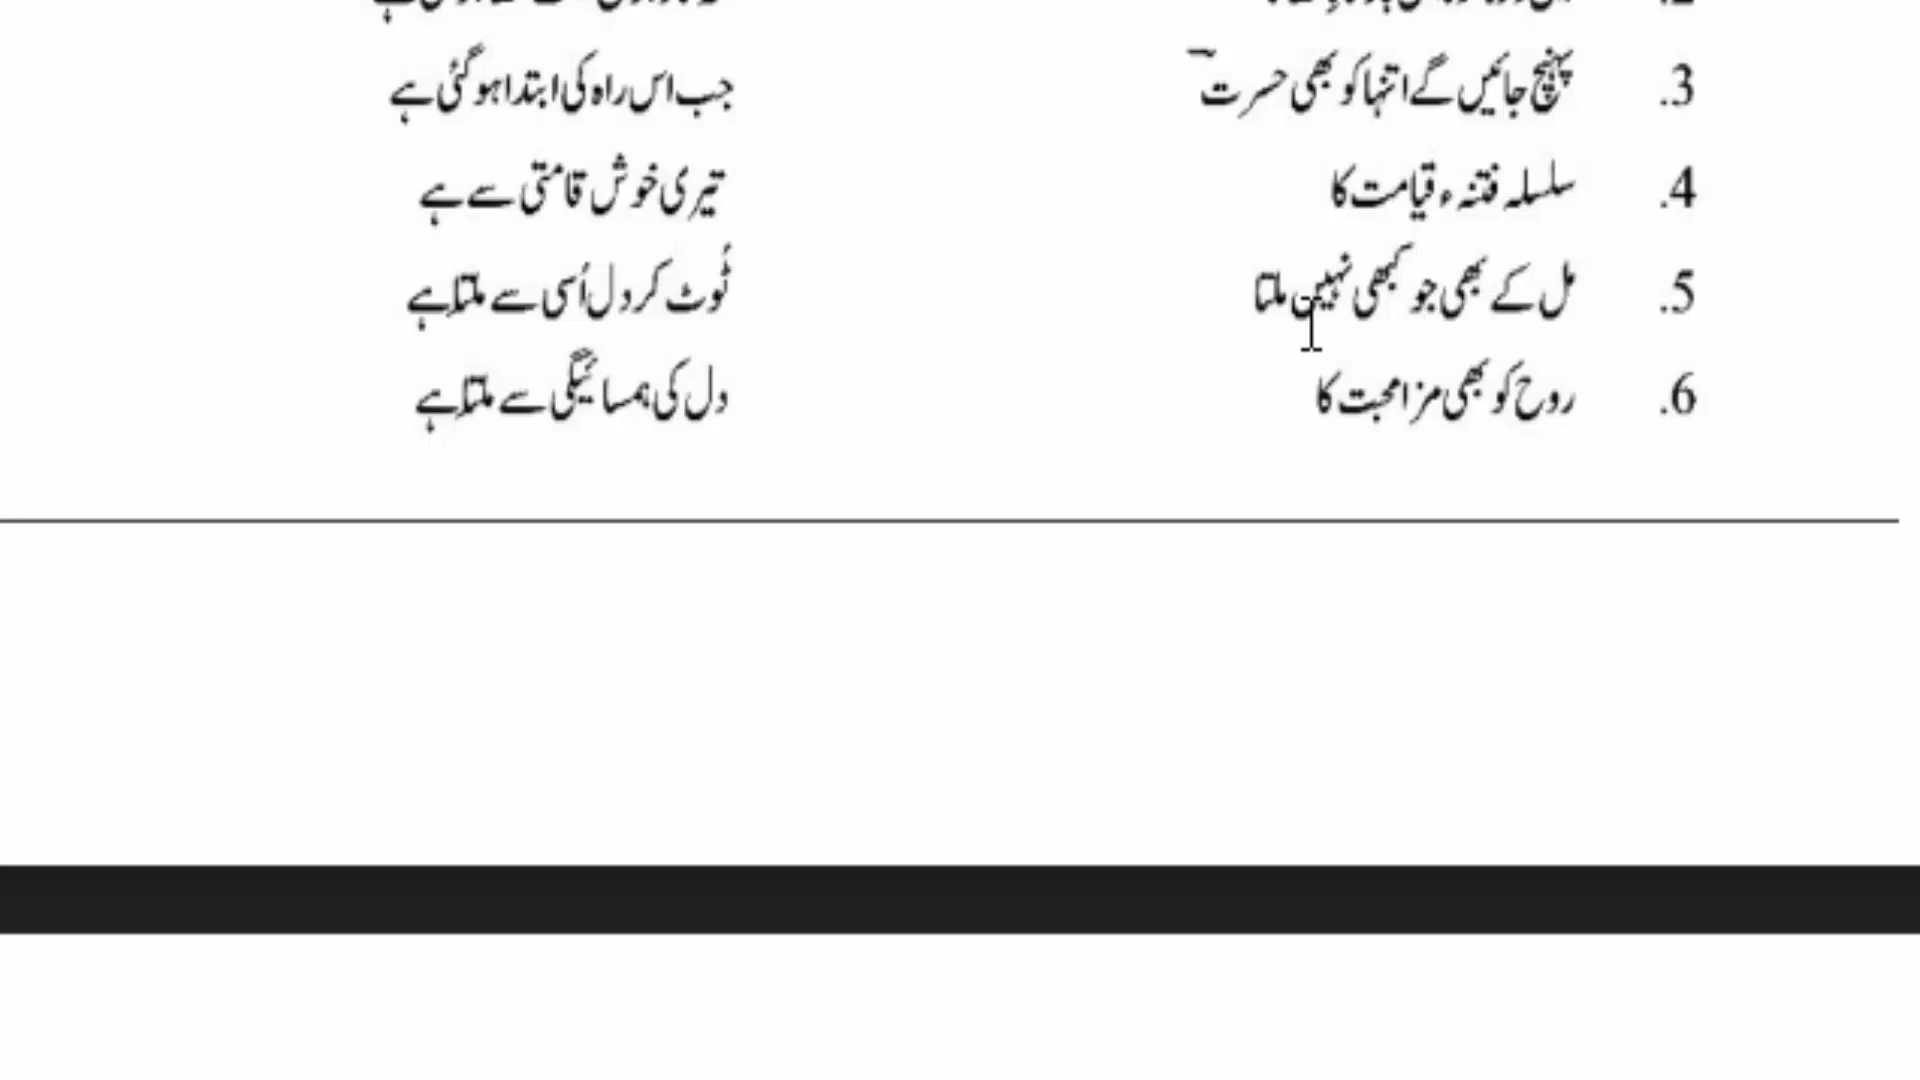 3. پہنچ جائیں گے انتہا کو بھی حسرت جب اس راہ کی ابتدا ہو گئی ہے
4. سلسلہ فتنہء قیامت کا تیری خوش قامتی سے ہے
5. مل کے بھی جو کبھی نہیں ملتا ٹُوٹ کر دل اُسی سے ملتا ہے
6. روح کو بھی مزا محبت کا دل کی ہمسائیگی سے ملتا ہے